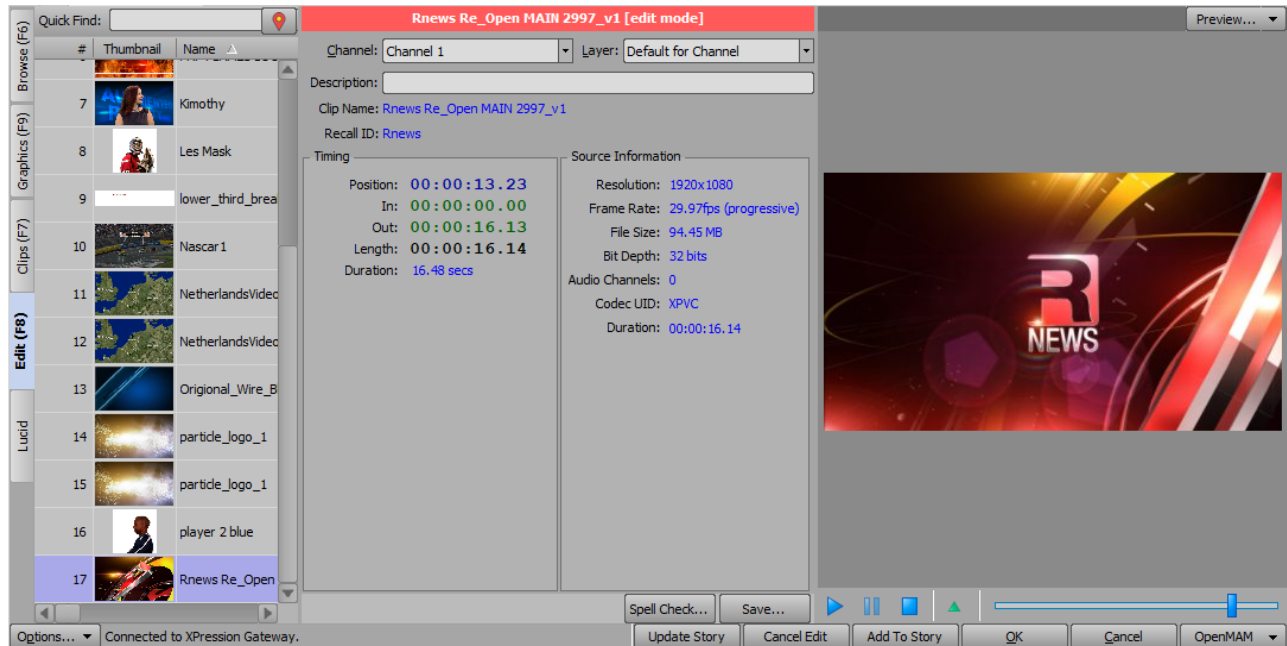 Browse (F6)
Graphics (F9)
Clips (F7)
Edit (F8)
Lucid
Quick Find:
# Thumbnail Name
7 Kimothy
8 Les Mask
9 lower_third_brea
10 Nascar1
11 NetherlandsVideo
12 NetherlandsVideo
13 Origional_Wire_B
14 particle_logo_1
15 particle_logo_1
16 player 2 blue
17 Rnews Re_Open
Rnews Re_Open MAIN 2997_v1 [edit mode]
Channel: Channel 1 Layer: Default for Channel
Description:
Clip Name: Rnews Re_Open MAIN 2997_v1
Recall ID: Rnews
Timing
Position: 00:00:13.23
In: 00:00:00.00
Out: 00:00:16.13
Length: 00:00:16.14
Duration: 16.48 secs
Source Information
Resolution: 1920x1080
Frame Rate: 29.97fps (progressive)
File Size: 94.45 MB
Bit Depth: 32 bits
Audio Channels: 0
Codec UID: XPVC
Duration: 00:00:16.14
Spell Check... Save...
Preview...
R
NEWS
Options... Connected to XPression Gateway.
Update Story Cancel Edit Add To Story OK Cancel OpenMAM